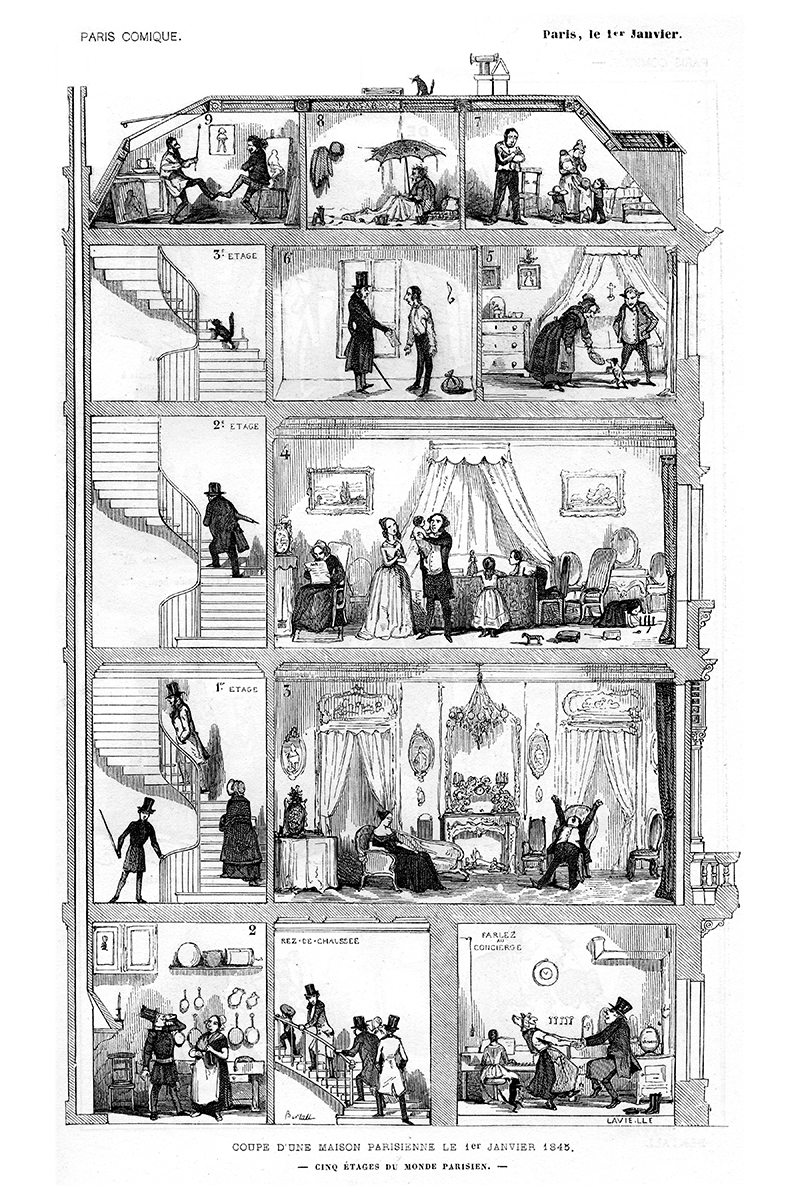 PARIS COMIQUE.
Paris, le 1er Janvier.
9
8
7
3e ETAGE
6
5
2e ETAGE
4
1r ETAGE
3
2
REZ-DE-CHAUSSÉE
PARLEZ
AU
CONCIERGE
Bertall
LAVIEILLE
COUPE D'UNE MAISON PARISIENNE LE 1er JANVIER 1845.
— CINQ ÉTAGES DU MONDE PARISIEN. —